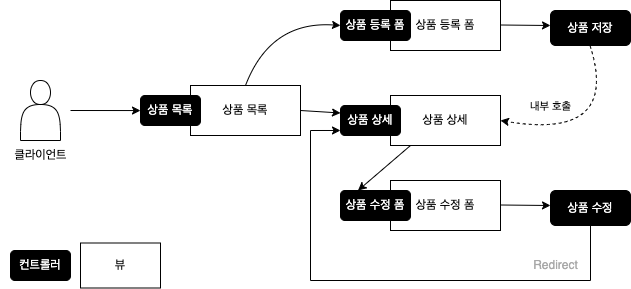 상품 등록 폼
상품 등록 폼
상품 저장
상품 목록
상품 목록
내부 호출
상품 상세
상품 상세
클라이언트
상품 수정 폼
상품 수정 폼
상품 수정
컨트롤러
뷰
Redirect